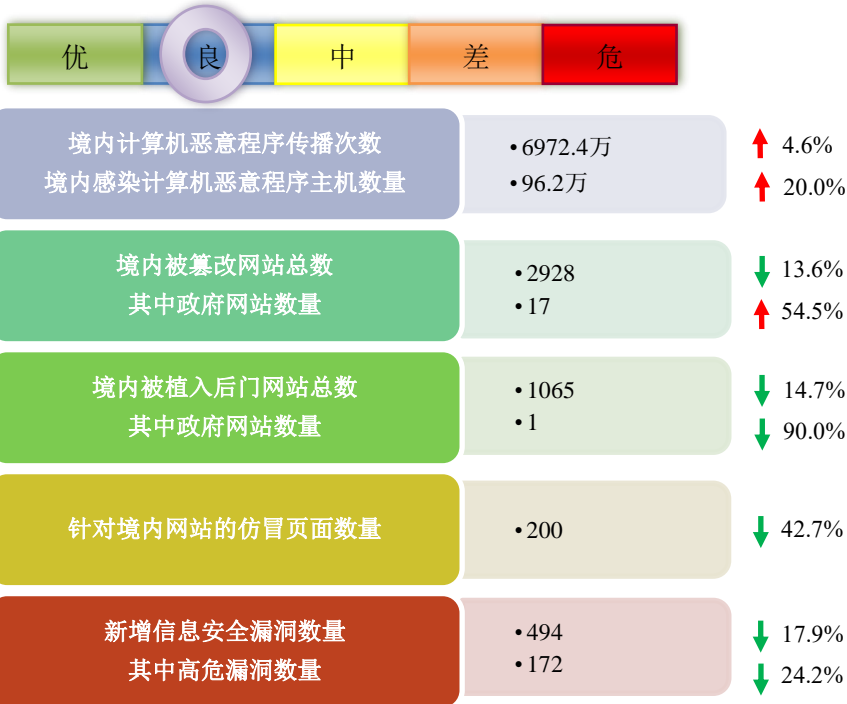 优 良 中 差 危
境内计算机恶意程序传播次数 •6972.4万 4.6%
境内感染计算机恶意程序主机数量 •96.2万 20.0%
境内被篡改网站总数 •2928 13.6%
其中政府网站数量 •17 54.5%
境内被植入后门网站总数 •1065 14.7%
其中政府网站数量 •1 90.0%
针对境内网站的仿冒页面数量 •200 42.7%
新增信息安全漏洞数量 •494 17.9%
其中高危漏洞数量 •172 24.2%